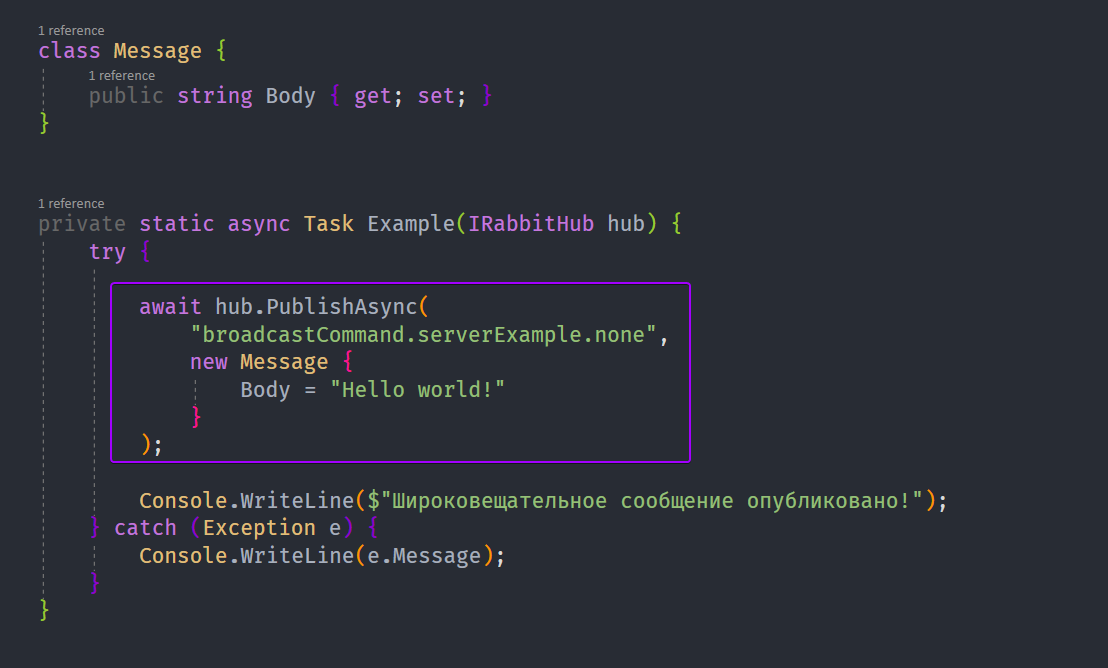 1 reference
class Message {
1 reference
public string Body { get; set; }
}
1 reference
private static async Task Example(IRabbitHub hub) {
try {
await hub.PublishAsync(
"broadcastCommand.serverExample.none",
new Message {
Body = "Hello world!"
}
);
Console.WriteLine($"Широковещательное сообщение опубликовано!");
} catch (Exception e) {
Console.WriteLine(e.Message);
}
}